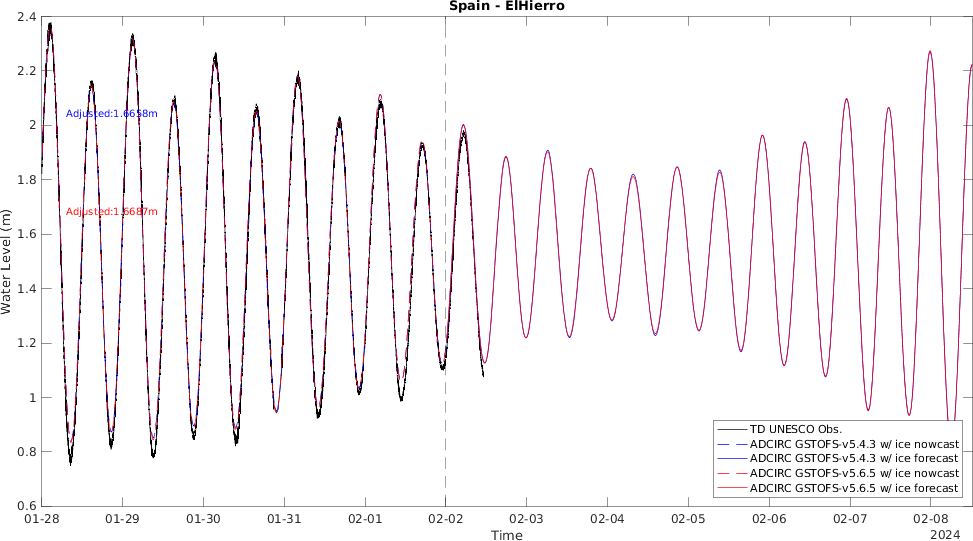 Spain - ElHierro
2.4
2.2
2
1.8
1.6
1.4
1.2
1
0.8
0.6
Water Level (m)
Adjusted:1.6658m
Adjusted:1.6687m
TD UNESCO Obs.
ADCIRC GSTOFS-v5.4.3 w/ ice nowcast
ADCIRC GSTOFS-v5.4.3 w/ ice forecast
ADCIRC GSTOFS-v5.6.5 w/ ice nowcast
ADCIRC GSTOFS-v5.6.5 w/ ice forecast
01-28 01-29 01-30 01-31 02-01 02-02 02-03 02-04 02-05 02-06 02-07 02-08
Time
2024